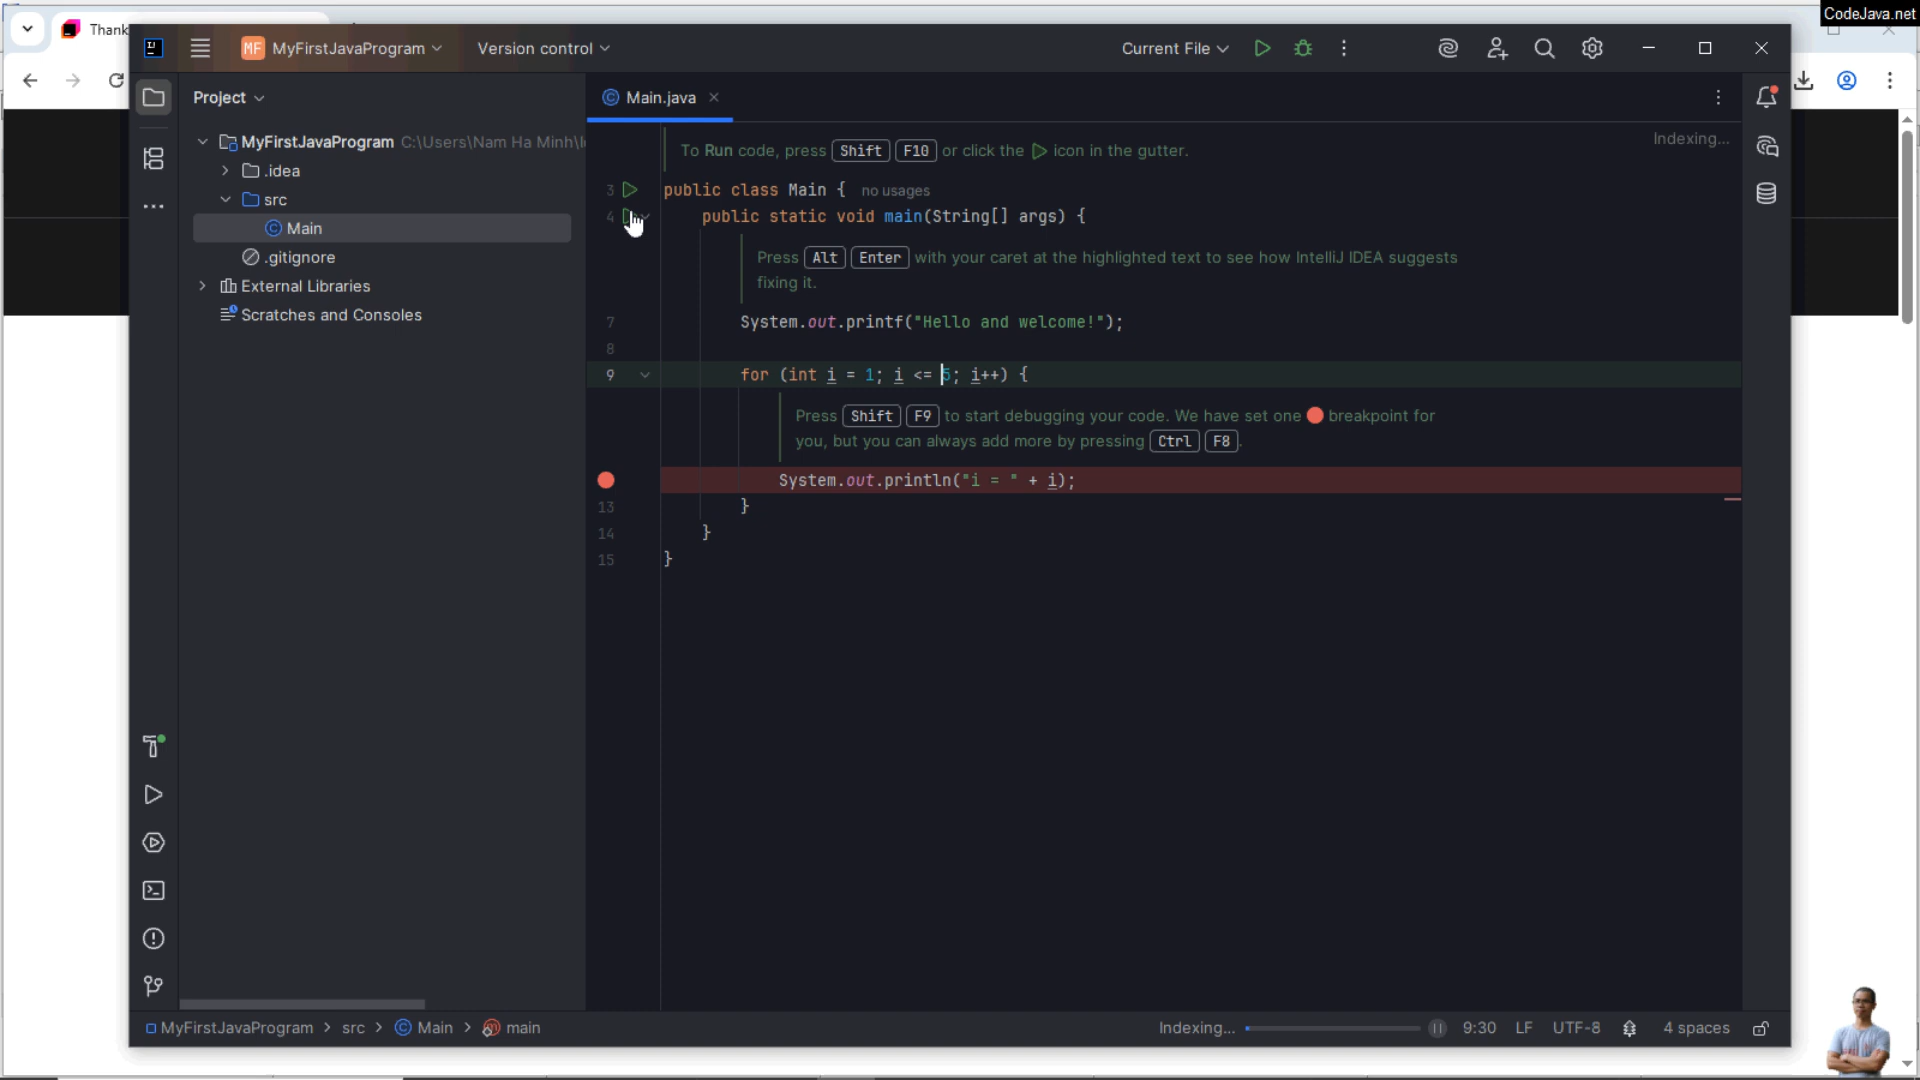 CodeJava.net
Thank
MF MyFirstJavaProgram Version control Current File
Project
Main.java
MyFirstJavaProgram C:\Users\Nam Ha Minh\
.idea
src
Main
.gitignore
External Libraries
Scratches and Consoles
Indexing...
To Run code, press Shift F10 or click the icon in the gutter.
3 public class Main { no usages
4 public static void main(String[] args) {
Press Alt Enter with your caret at the highlighted text to see how IntelliJ IDEA suggests
fixing it.
7 System.out.printf("Hello and welcome!");
8
9 for (int i = 1; i <= 5; i++) {
Press Shift F9 to start debugging your code. We have set one breakpoint for
you, but you can always add more by pressing Ctrl F8.
System.out.println("i = " + i);
13 }
14 }
15 }
MyFirstJavaProgram > src > Main > main Indexing... 9:30 LF UTF-8 4 spaces